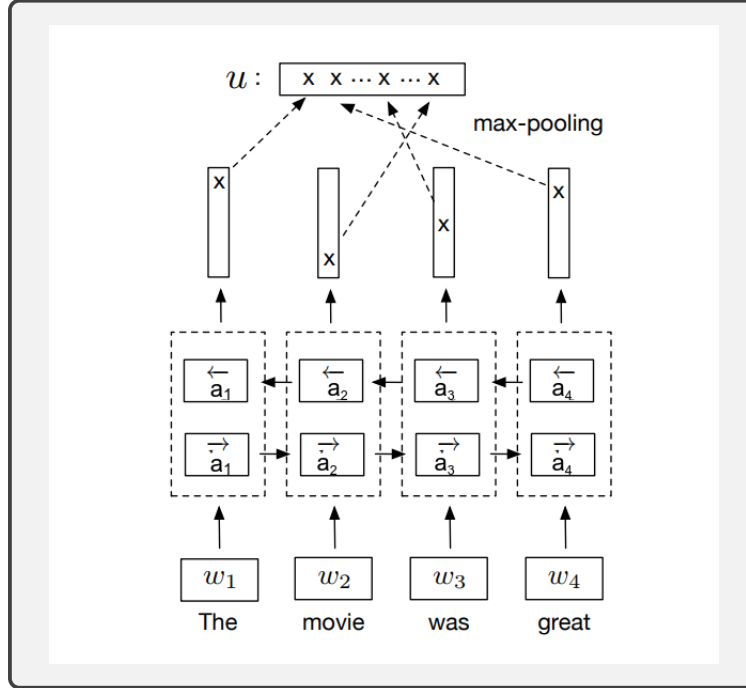 u: x x ... x ... x
max-pooling
x x x x
←a₁ ←a₂ ←a₃ ←a₄
→a₁ →a₂ →a₃ →a₄
w₁ w₂ w₃ w₄
The movie was great